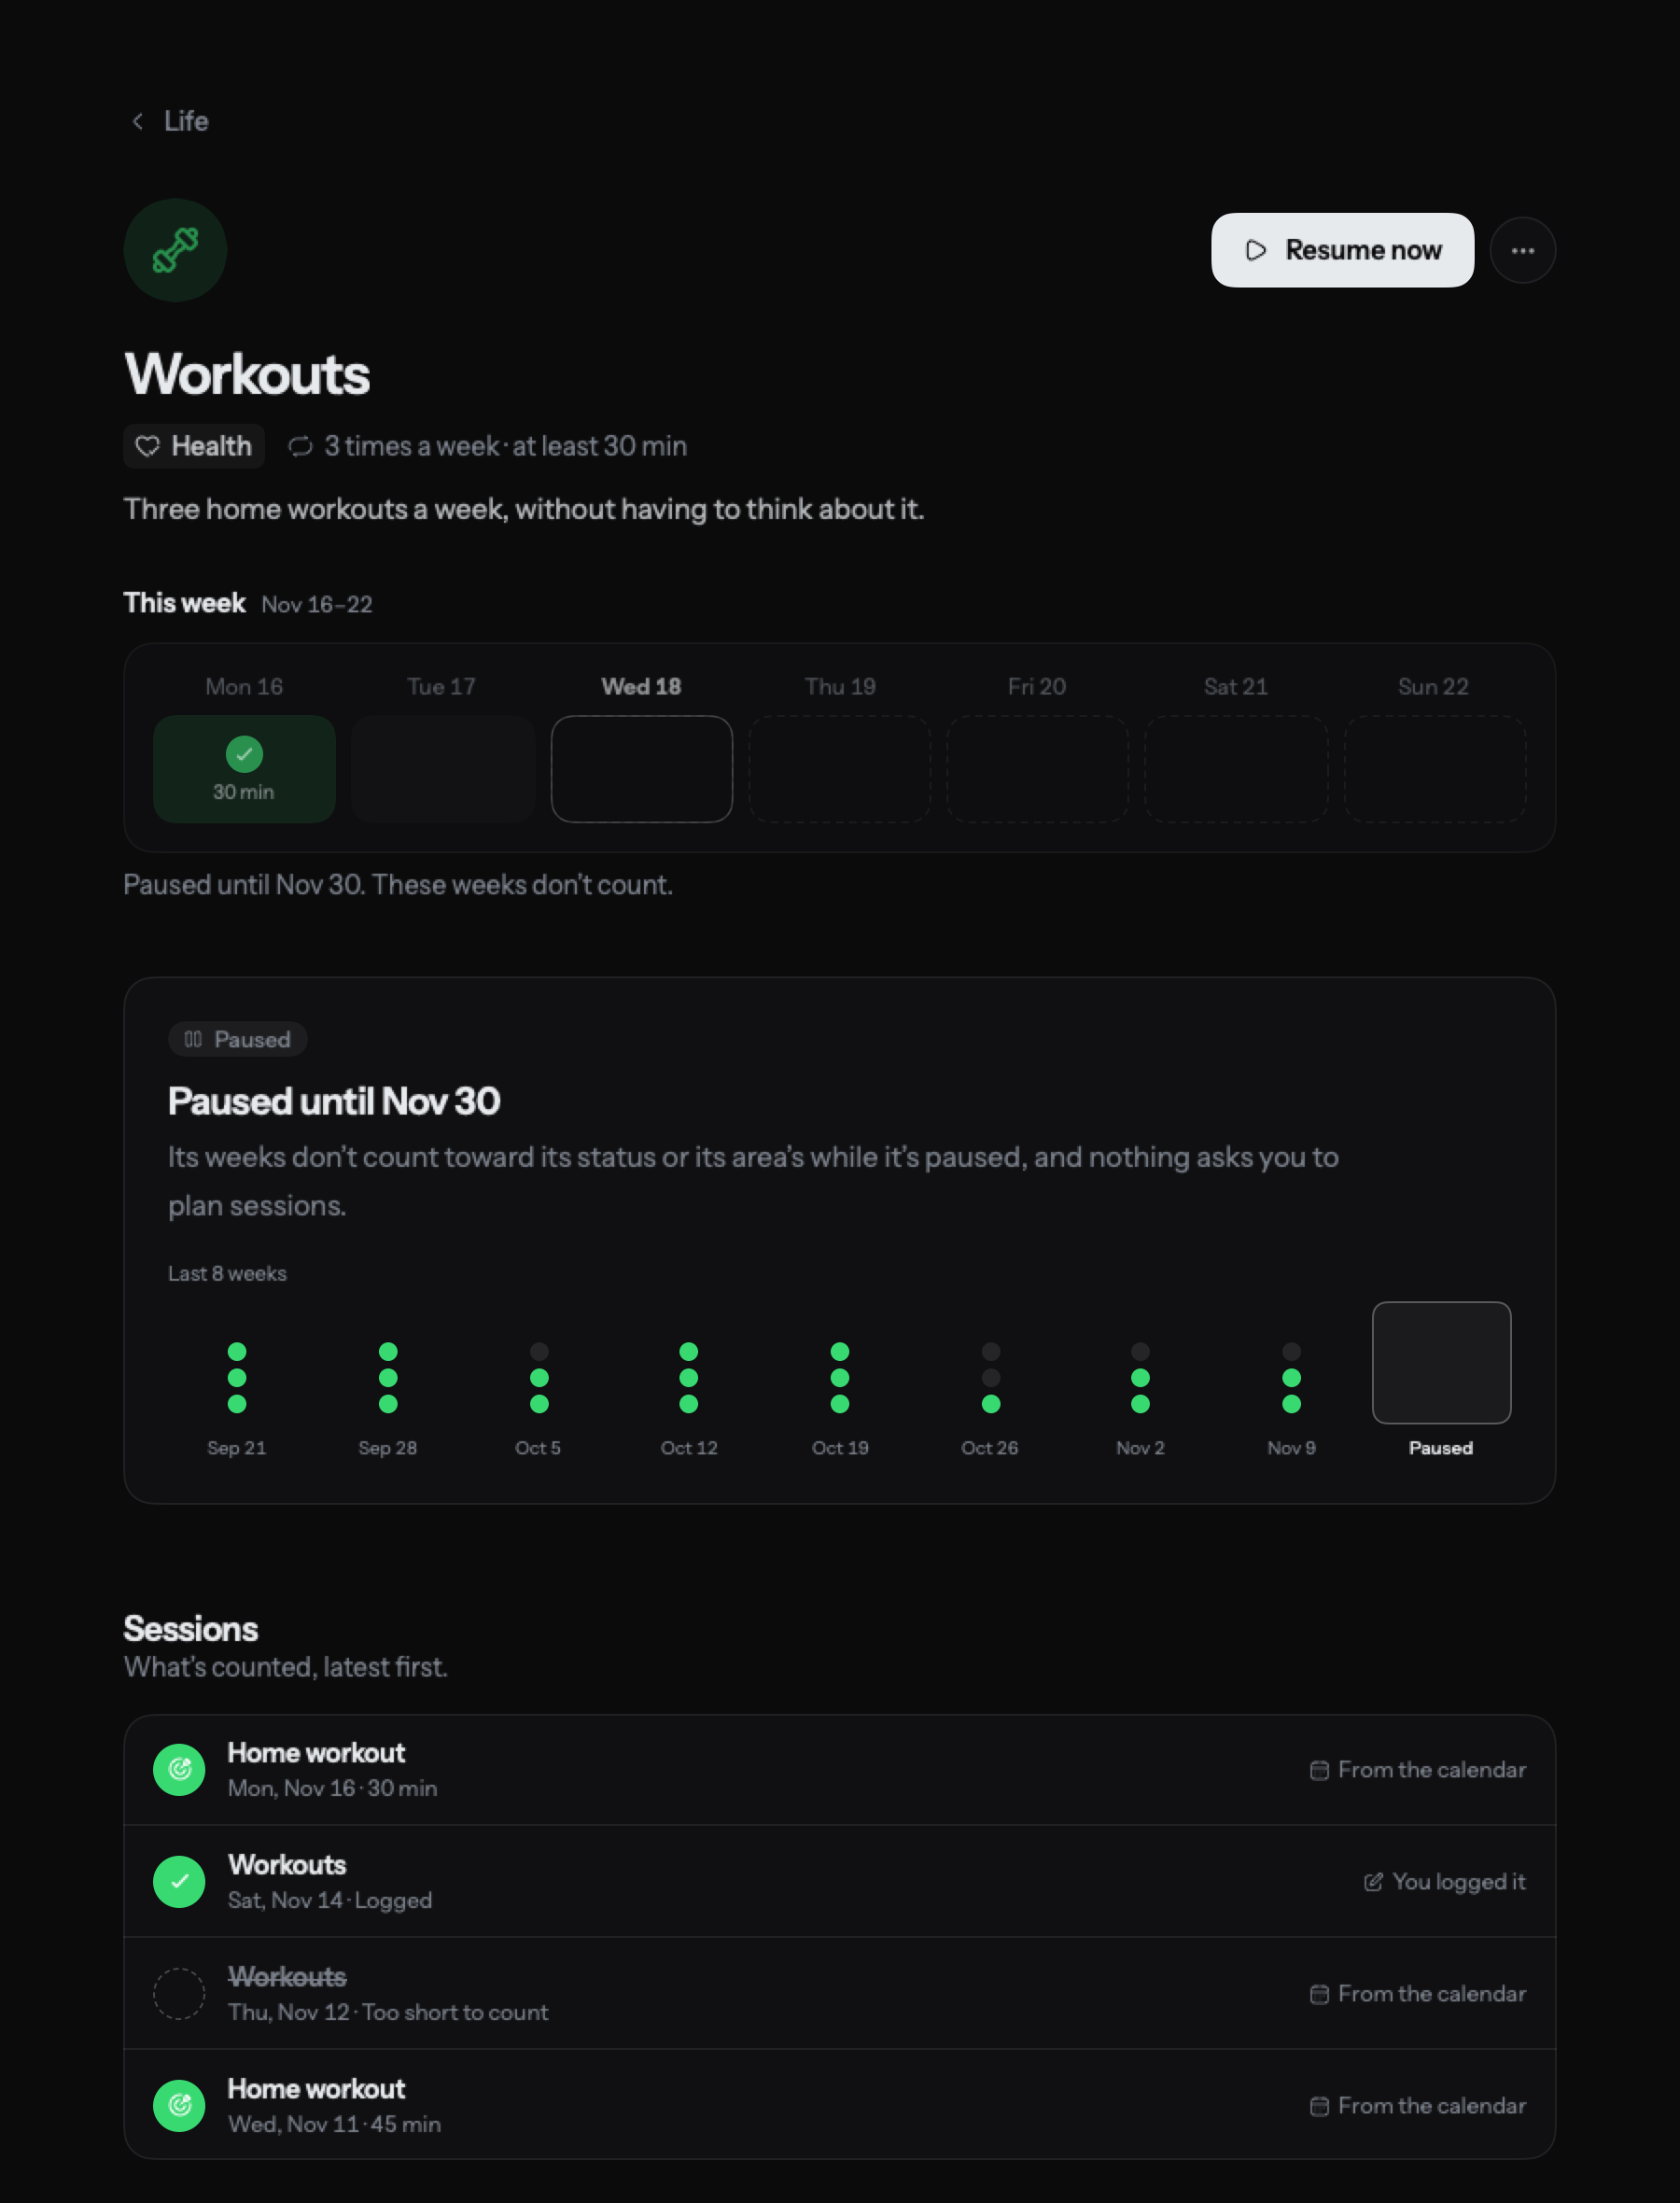 Life
Resume now
Workouts
Health 3 times a week · at least 30 min
Three home workouts a week, without having to think about it.
This week Nov 16–22
Mon 16 Tue 17 Wed 18 Thu 19 Fri 20 Sat 21 Sun 22
30 min
Paused until Nov 30. These weeks don’t count.
Paused
Paused until Nov 30
Its weeks don’t count toward its status or its area’s while it’s paused, and nothing asks you to
plan sessions.
Last 8 weeks
Sep 21 Sep 28 Oct 5 Oct 12 Oct 19 Oct 26 Nov 2 Nov 9 Paused
Sessions
What’s counted, latest first.
Home workout
Mon, Nov 16 · 30 min
From the calendar
Workouts
Sat, Nov 14 · Logged
You logged it
Workouts
Thu, Nov 12 · Too short to count
From the calendar
Home workout
Wed, Nov 11 · 45 min
From the calendar